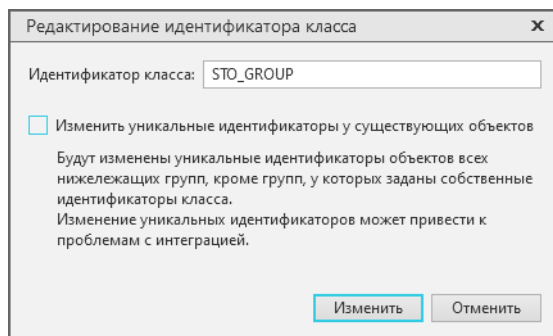 Редактирование идентификатора класса
Идентификатор класса: STO_GROUP
Изменить уникальные идентификаторы у существующих объектов
Будут изменены уникальные идентификаторы объектов всех
нижележащих групп, кроме групп, у которых заданы собственные
идентификаторы класса.
Изменение уникальных идентификаторов может привести к
проблемам с интеграцией.
Изменить Отменить